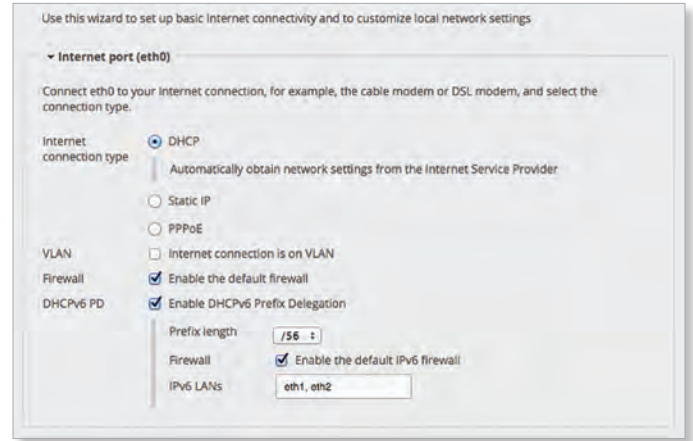 Use this wizard to set up basic Internet connectivity and to customize local network settings
Internet port (eth0)
Connect eth0 to your Internet connection, for example, the cable modem or DSL modem, and select the
connection type.
Internet
connection type
DHCP
Automatically obtain network settings from the Internet Service Provider
Static IP
PPPoE
VLAN
Internet connection is on VLAN
Firewall
Enable the default firewall
DHCPv6 PD
Enable DHCPv6 Prefix Delegation
Prefix length
/56
Firewall
Enable the default IPv6 firewall
IPv6 LANs
eth1, eth2